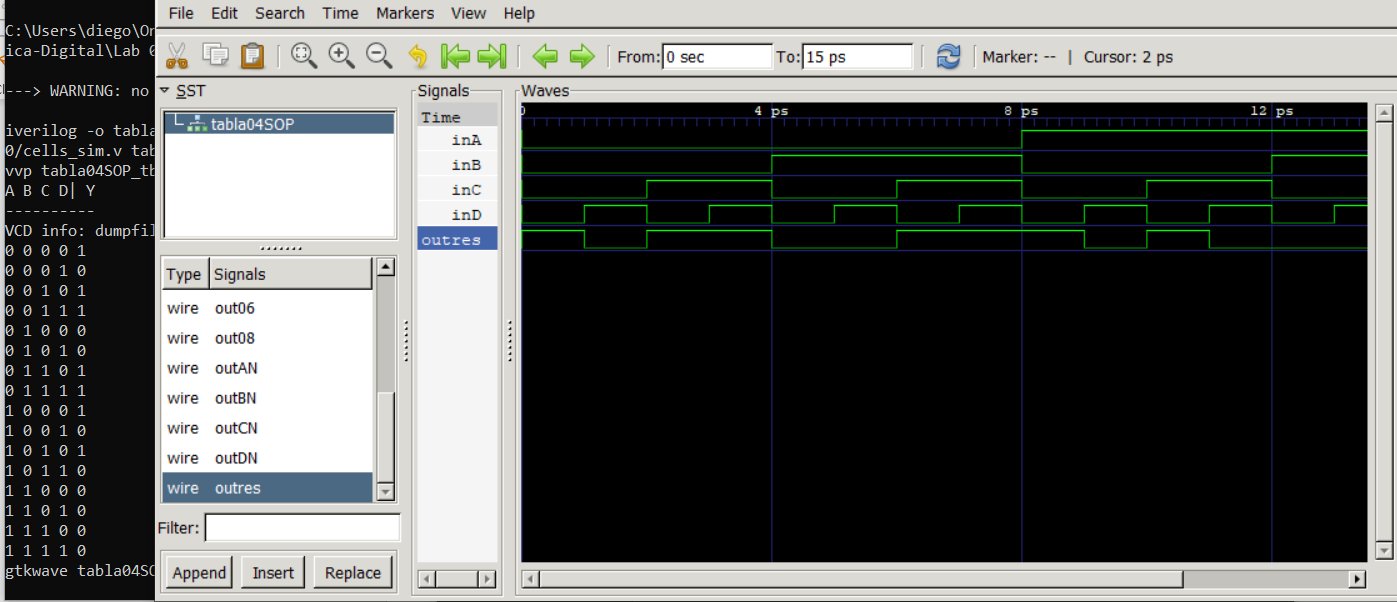 C:\Users\diego\On
ica-Digital\Lab 0
---> WARNING: no
iverilog -o tabla
0/cells_sim.v tab
vvp tabla04SOP_tb
A B C D| Y
----------
VCD info: dumpfil
0 0 0 0 1
0 0 0 1 0
0 0 1 0 1
0 0 1 1 1
0 1 0 0 0
0 1 0 1 0
0 1 1 0 1
0 1 1 1 1
1 0 0 0 1
1 0 0 1 0
1 0 1 0 1
1 0 1 1 0
1 1 0 0 0
1 1 0 1 0
1 1 1 0 0
1 1 1 1 0
gtkwave tabla04SO
File Edit Search Time Markers View Help
From: 0 sec To: 15 ps Marker: -- | Cursor: 2 ps
SST
tabla04SOP
Type Signals
wire out06
wire out08
wire outAN
wire outBN
wire outCN
wire outDN
wire outres
Filter:
Append Insert Replace
Signals
Time
inA
inB
inC
inD
outres
Waves
0 4 ps 8 ps 12 ps